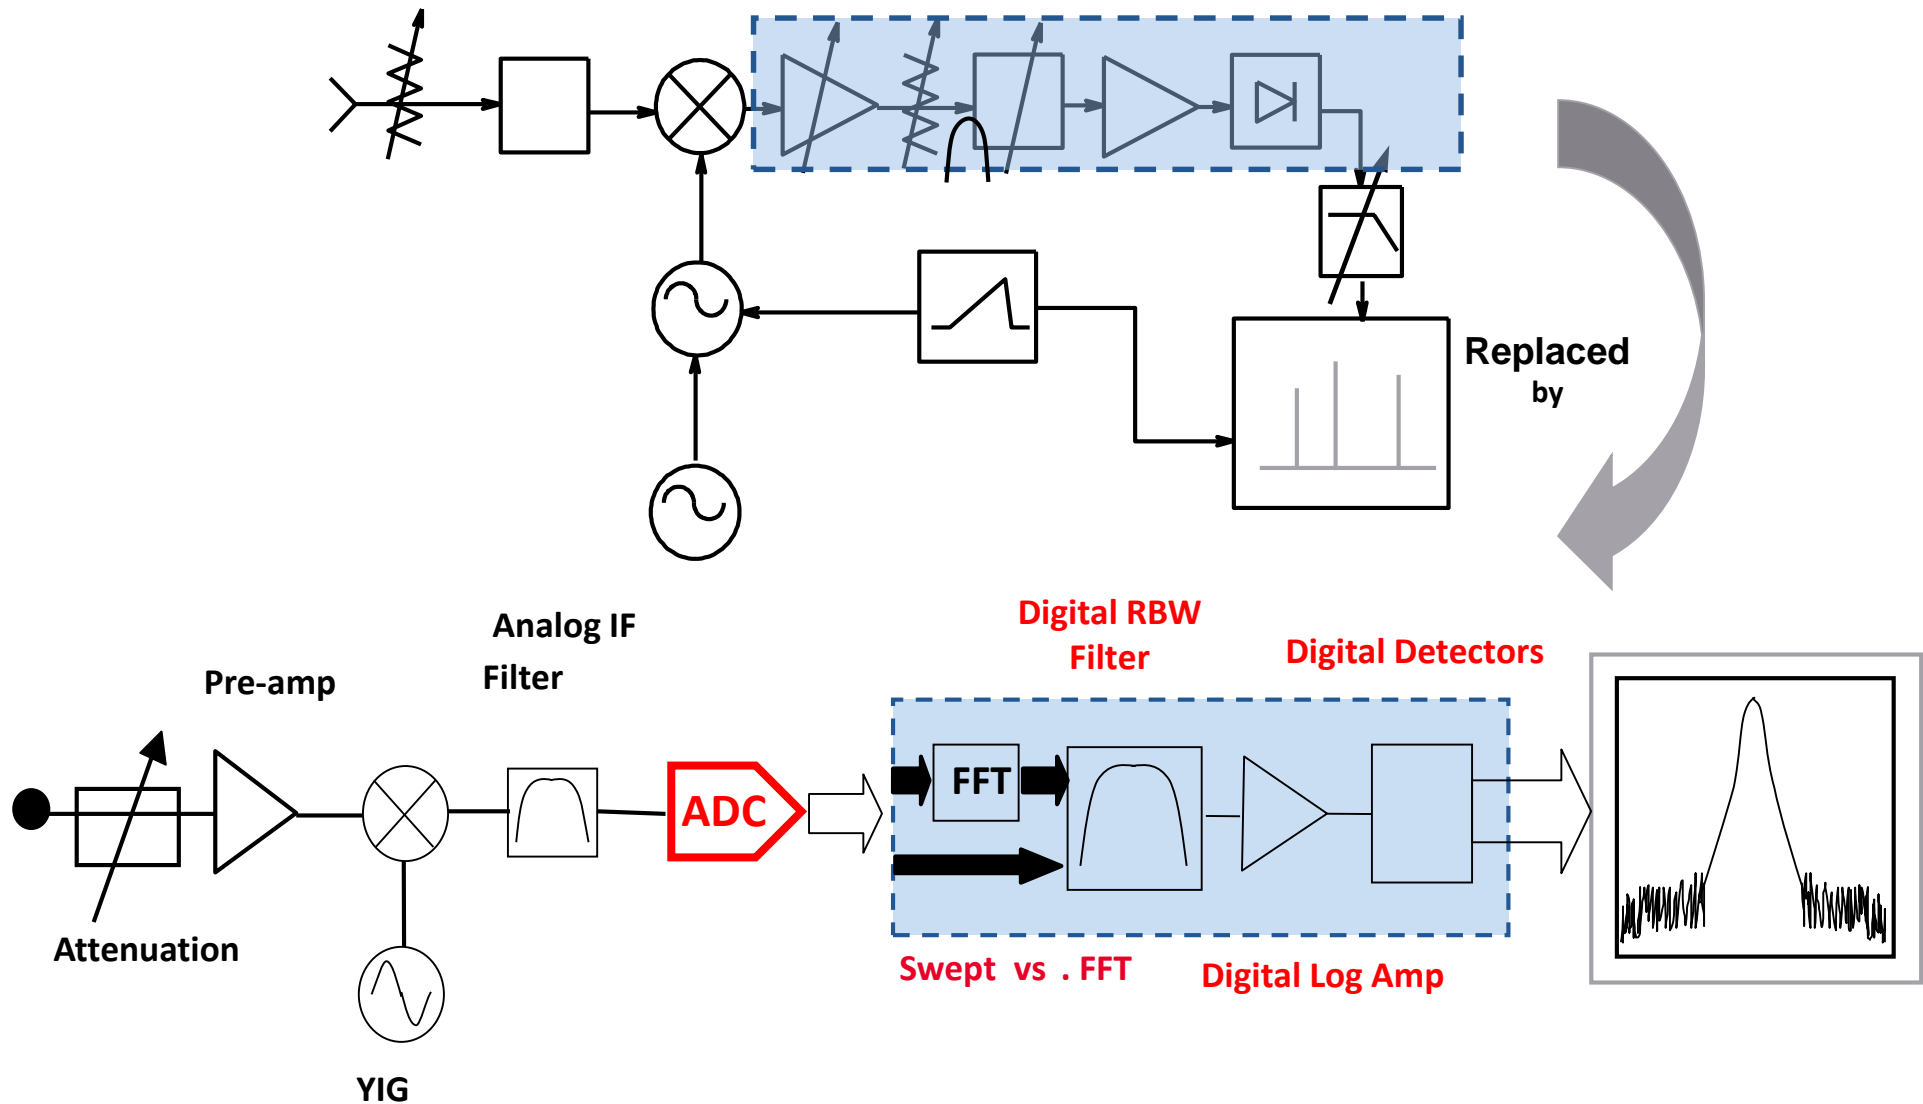 Replaced
by
Analog IF
Filter
Digital RBW
Filter
Digital Detectors
Pre-amp
FFT
ADC
Attenuation
Swept vs . FFT
Digital Log Amp
YIG